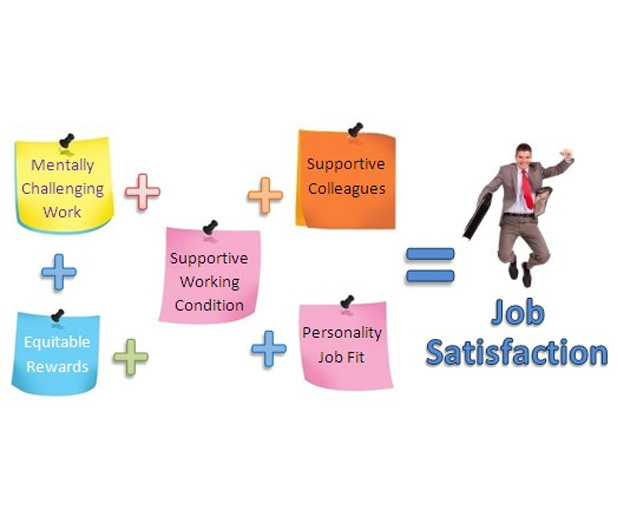 Mentally
Challenging
Work
Supportive
Colleagues
Supportive
Working
Condition
Equitable
Rewards
Personality
Job Fit
Job
Satisfaction